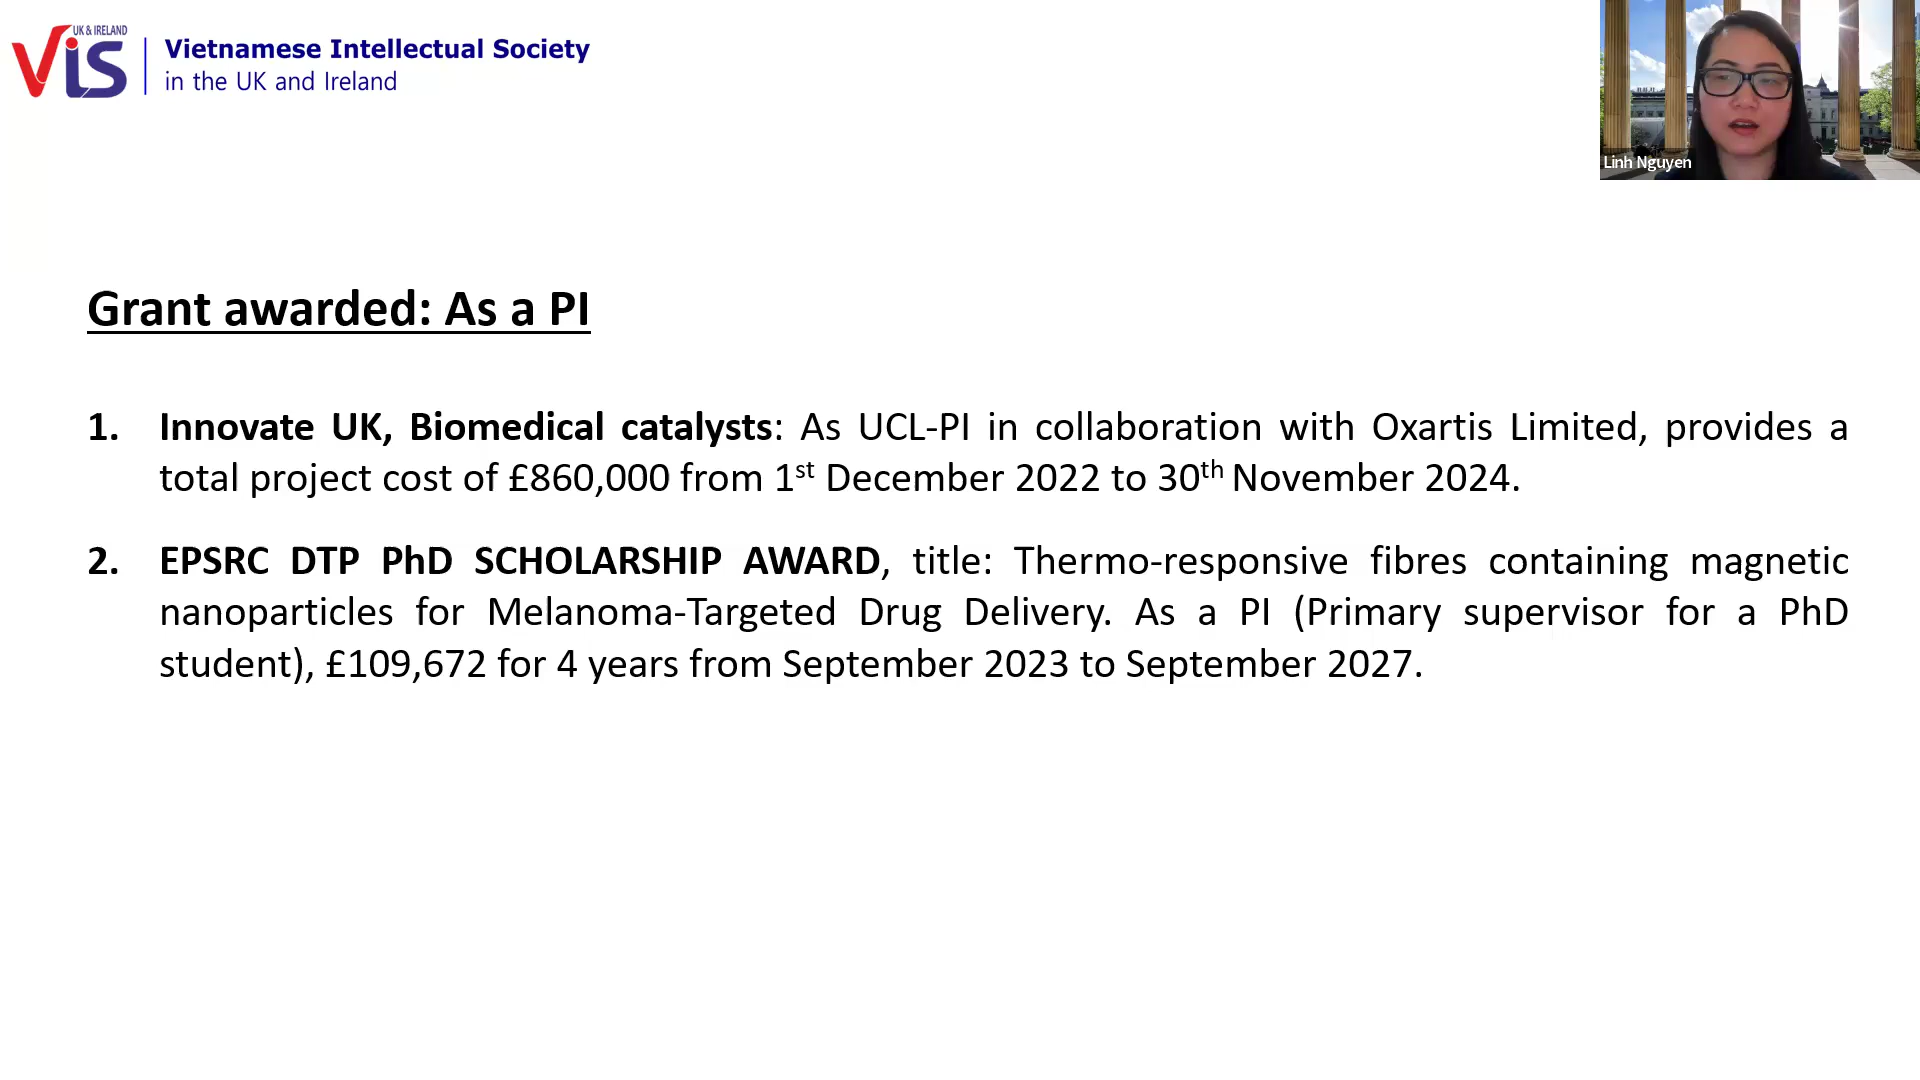 UK & IRELAND
VIS
Vietnamese Intellectual Society
in the UK and Ireland
Linh Nguyen
Grant awarded: As a PI
1. Innovate UK, Biomedical catalysts: As UCL-PI in collaboration with Oxartis Limited, provides a
total project cost of £860,000 from 1st December 2022 to 30th November 2024.
2. EPSRC DTP PhD SCHOLARSHIP AWARD, title: Thermo-responsive fibres containing magnetic
nanoparticles for Melanoma-Targeted Drug Delivery. As a PI (Primary supervisor for a PhD
student), £109,672 for 4 years from September 2023 to September 2027.